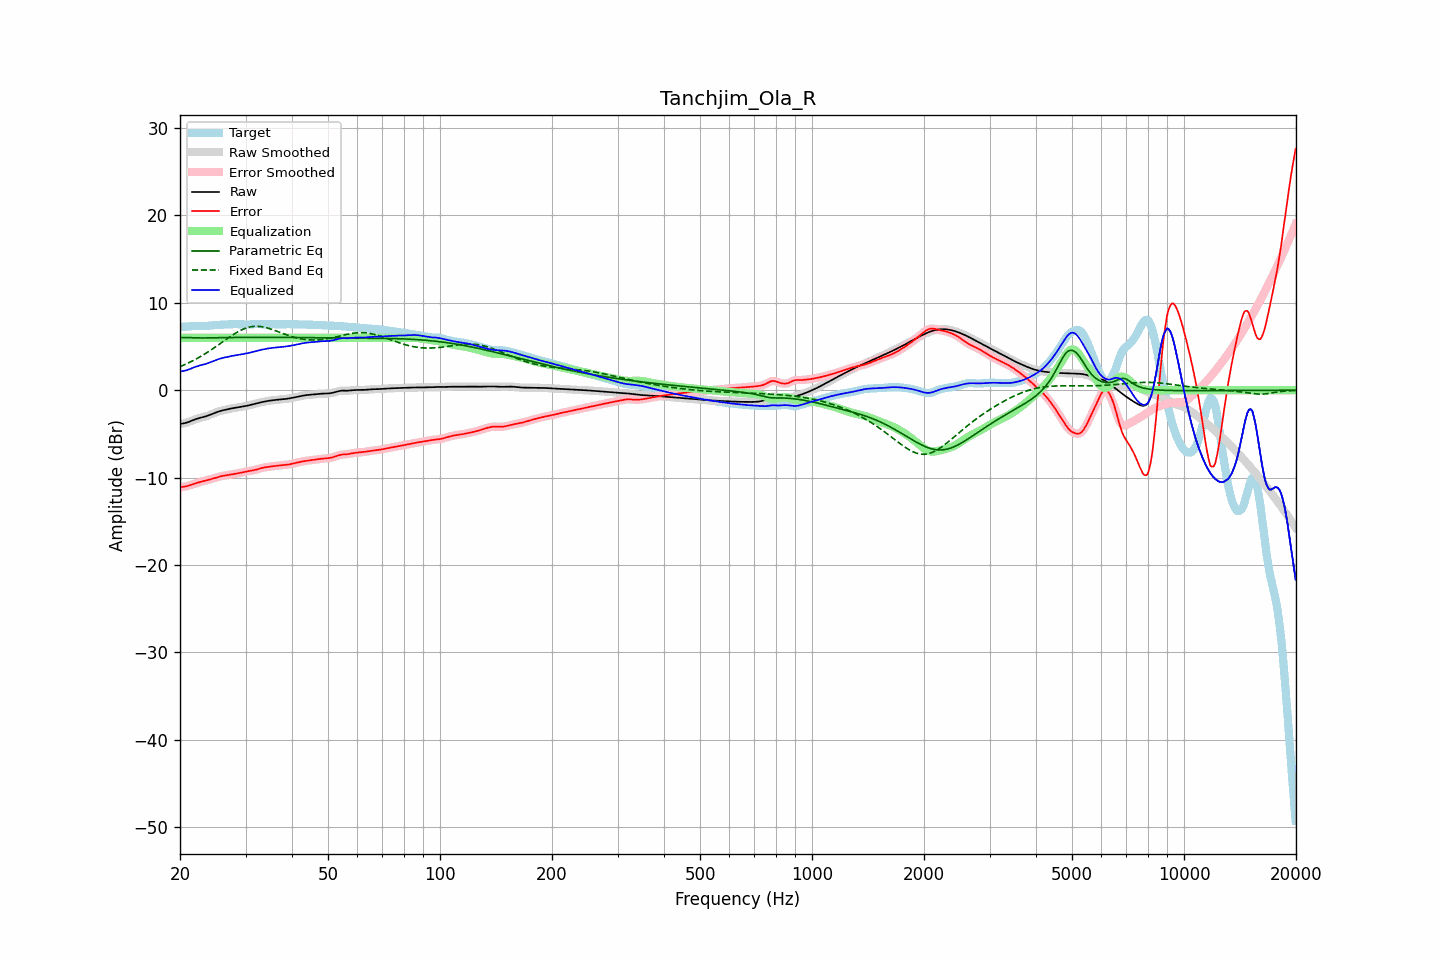 Tanchjim_Ola_R
Target
Raw Smoothed
Error Smoothed
Raw
Error
Equalization
Parametric Eq
Fixed Band Eq
Equalized
30
20
10
0
−10
−20
−30
−40
−50
Amplitude (dBr)
20 50 100 200 500 1000 2000 5000 10000 20000
Frequency (Hz)